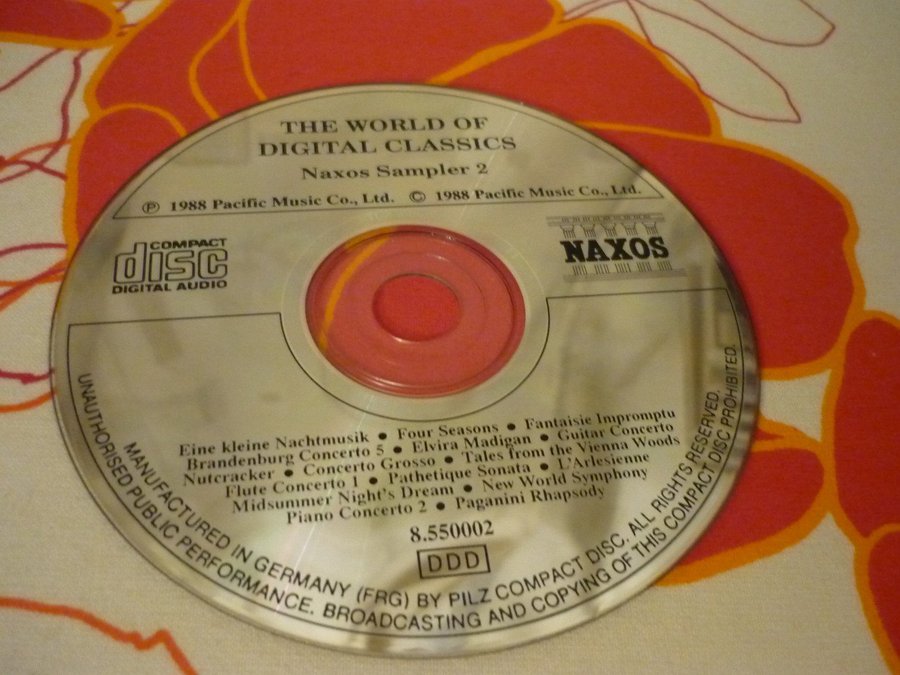 THE WORLD OF
DIGITAL CLASSICS
Naxos Sampler 2
℗ 1988 Pacific Music Co., Ltd. © 1988 Pacific Music Co., Ltd.
COMPACT
disc
DIGITAL AUDIO
NAXOS
Eine kleine Nachtmusik ● Four Seasons ● Fantaisie Impromptu
Brandenburg Concerto 5 ● Elvira Madigan ● Guitar Concerto
Nutcracker ● Concerto Grosso ● Tales from the Vienna Woods
Flute Concerto 1 ● Pathetique Sonata ● L'Arlesienne
Midsummer Night's Dream ● New World Symphony
Piano Concerto 2 ● Paganini Rhapsody
8.550002
DDD
MANUFACTURED IN GERMANY (FRG) BY PILZ COMPACT DISC. ALL RIGHTS RESERVED.
UNAUTHORISED PUBLIC PERFORMANCE. BROADCASTING AND COPYING OF THIS COMPACT DISC PROHIBITED.